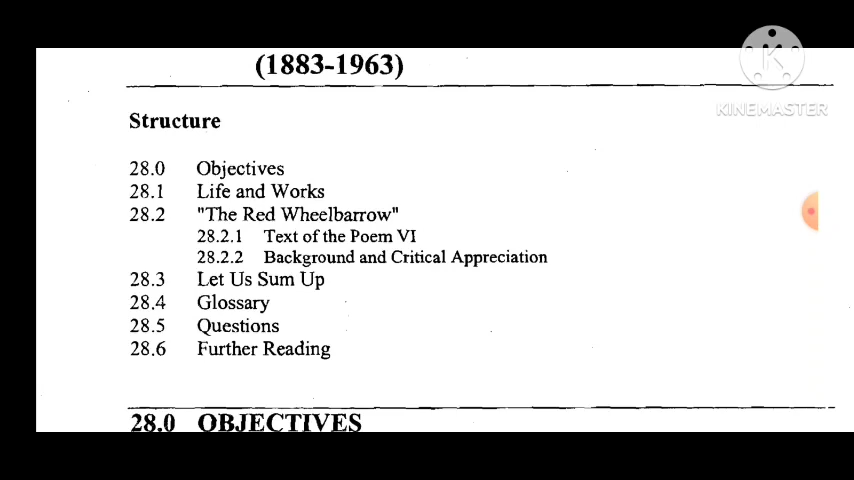 (1883-1963)
KINEMASTER
Structure
28.0 Objectives
28.1 Life and Works
28.2 "The Red Wheelbarrow"
28.2.1 Text of the Poem VI
28.2.2 Background and Critical Appreciation
28.3 Let Us Sum Up
28.4 Glossary
28.5 Questions
28.6 Further Reading
28.0 OBJECTIVES